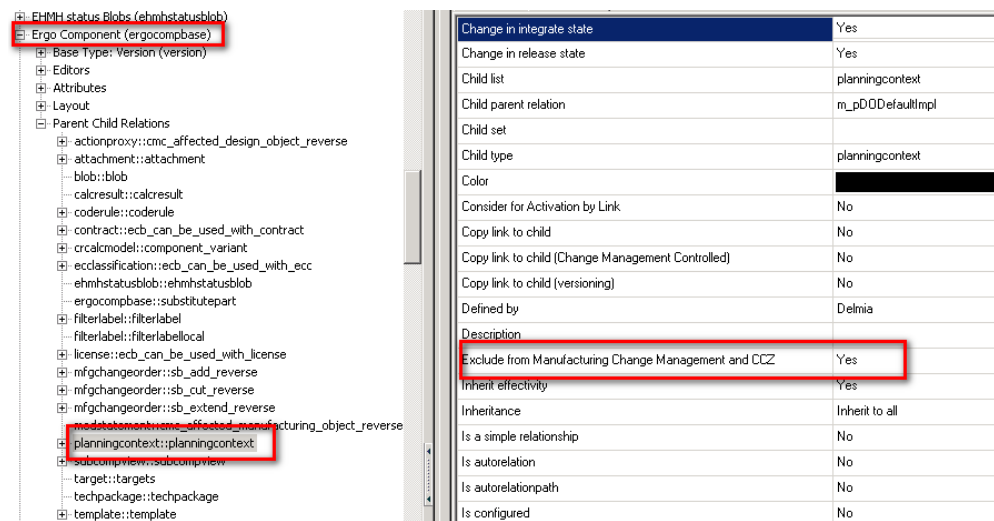 EHMH status Blobs (ehmhstatusblob)
Ergo Component (ergocompbase)
Base Type: Version (version)
Editors
Attributes
Layout
Parent Child Relations
actionproxy::cmc_affected_design_object_reverse
attachment::attachment
blob::blob
calcresult::calcresult
coderule::coderule
contract::ecb_can_be_used_with_contract
crcalcmodel::component_variant
ecclassification::ecb_can_be_used_with_ecc
ehmhstatusblob::ehmhstatusblob
ergocompbase::substitutepart
filterlabel::filterlabel
filterlabel::filterlabellocal
license::ecb_can_be_used_with_license
mfgchangeorder::sb_add_reverse
mfgchangeorder::sb_cut_reverse
mfgchangeorder::sb_extend_reverse
modstatement::cmc_affected_manufacturing_object_reverse
planningcontext::planningcontext
subcompview::subcompview
target::targets
techpackage::techpackage
template::template
Change in integrate state Yes
Change in release state Yes
Child list planningcontext
Child parent relation m_pDODefaultImpl
Child set
Child type planningcontext
Color
Consider for Activation by Link No
Copy link to child No
Copy link to child (Change Management Controlled) No
Copy link to child (versioning) No
Defined by Delmia
Description
Exclude from Manufacturing Change Management and CCZ Yes
Inherit effectivity Yes
Inheritance Inherit to all
Is a simple relationship No
Is autorelation No
Is autorelationpath No
Is configured No